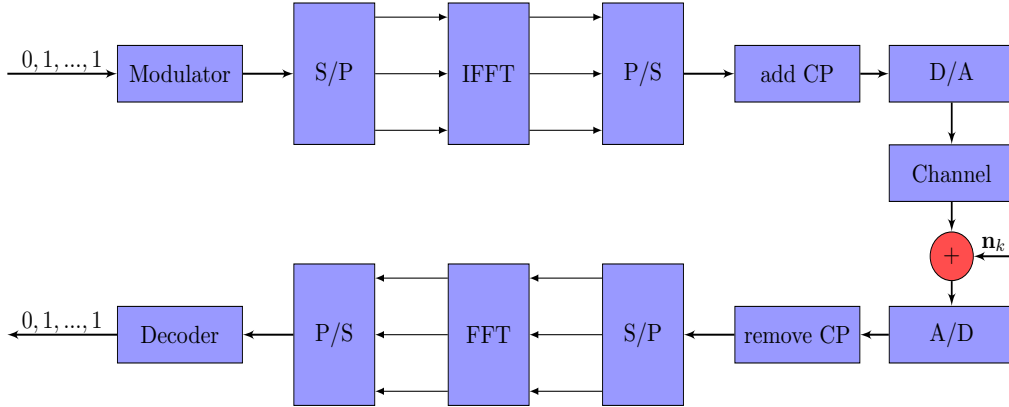 0, 1, ..., 1
Modulator
S/P
IFFT
P/S
add CP
D/A
Channel
+
n_k
A/D
remove CP
S/P
FFT
P/S
Decoder
0, 1, ..., 1